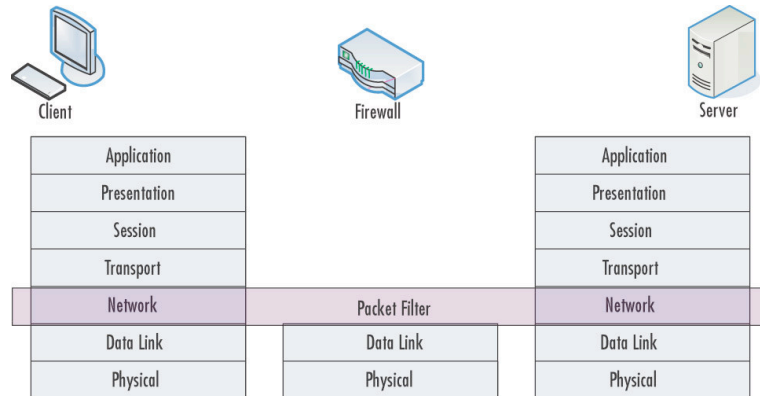 Client Firewall Server
Application Application
Presentation Presentation
Session Session
Transport Transport
Network Packet Filter Network
Data Link Data Link Data Link
Physical Physical Physical